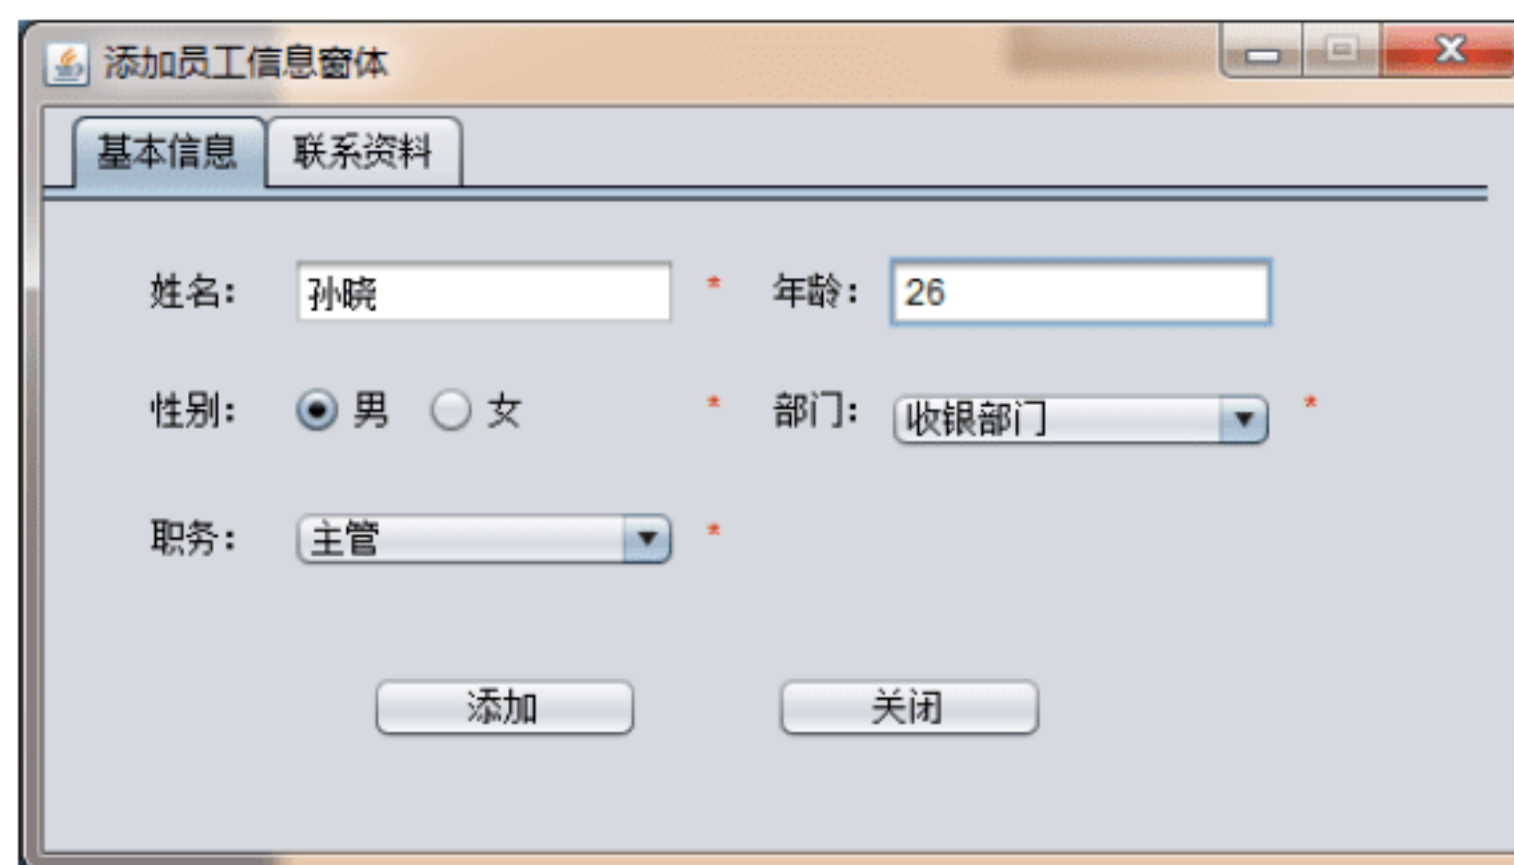 添加员工信息窗体
基本信息 联系资料
姓名: 孙晓 * 年龄: 26
性别: 男 女 * 部门: 收银部门 *
职务: 主管 *
添加 关闭